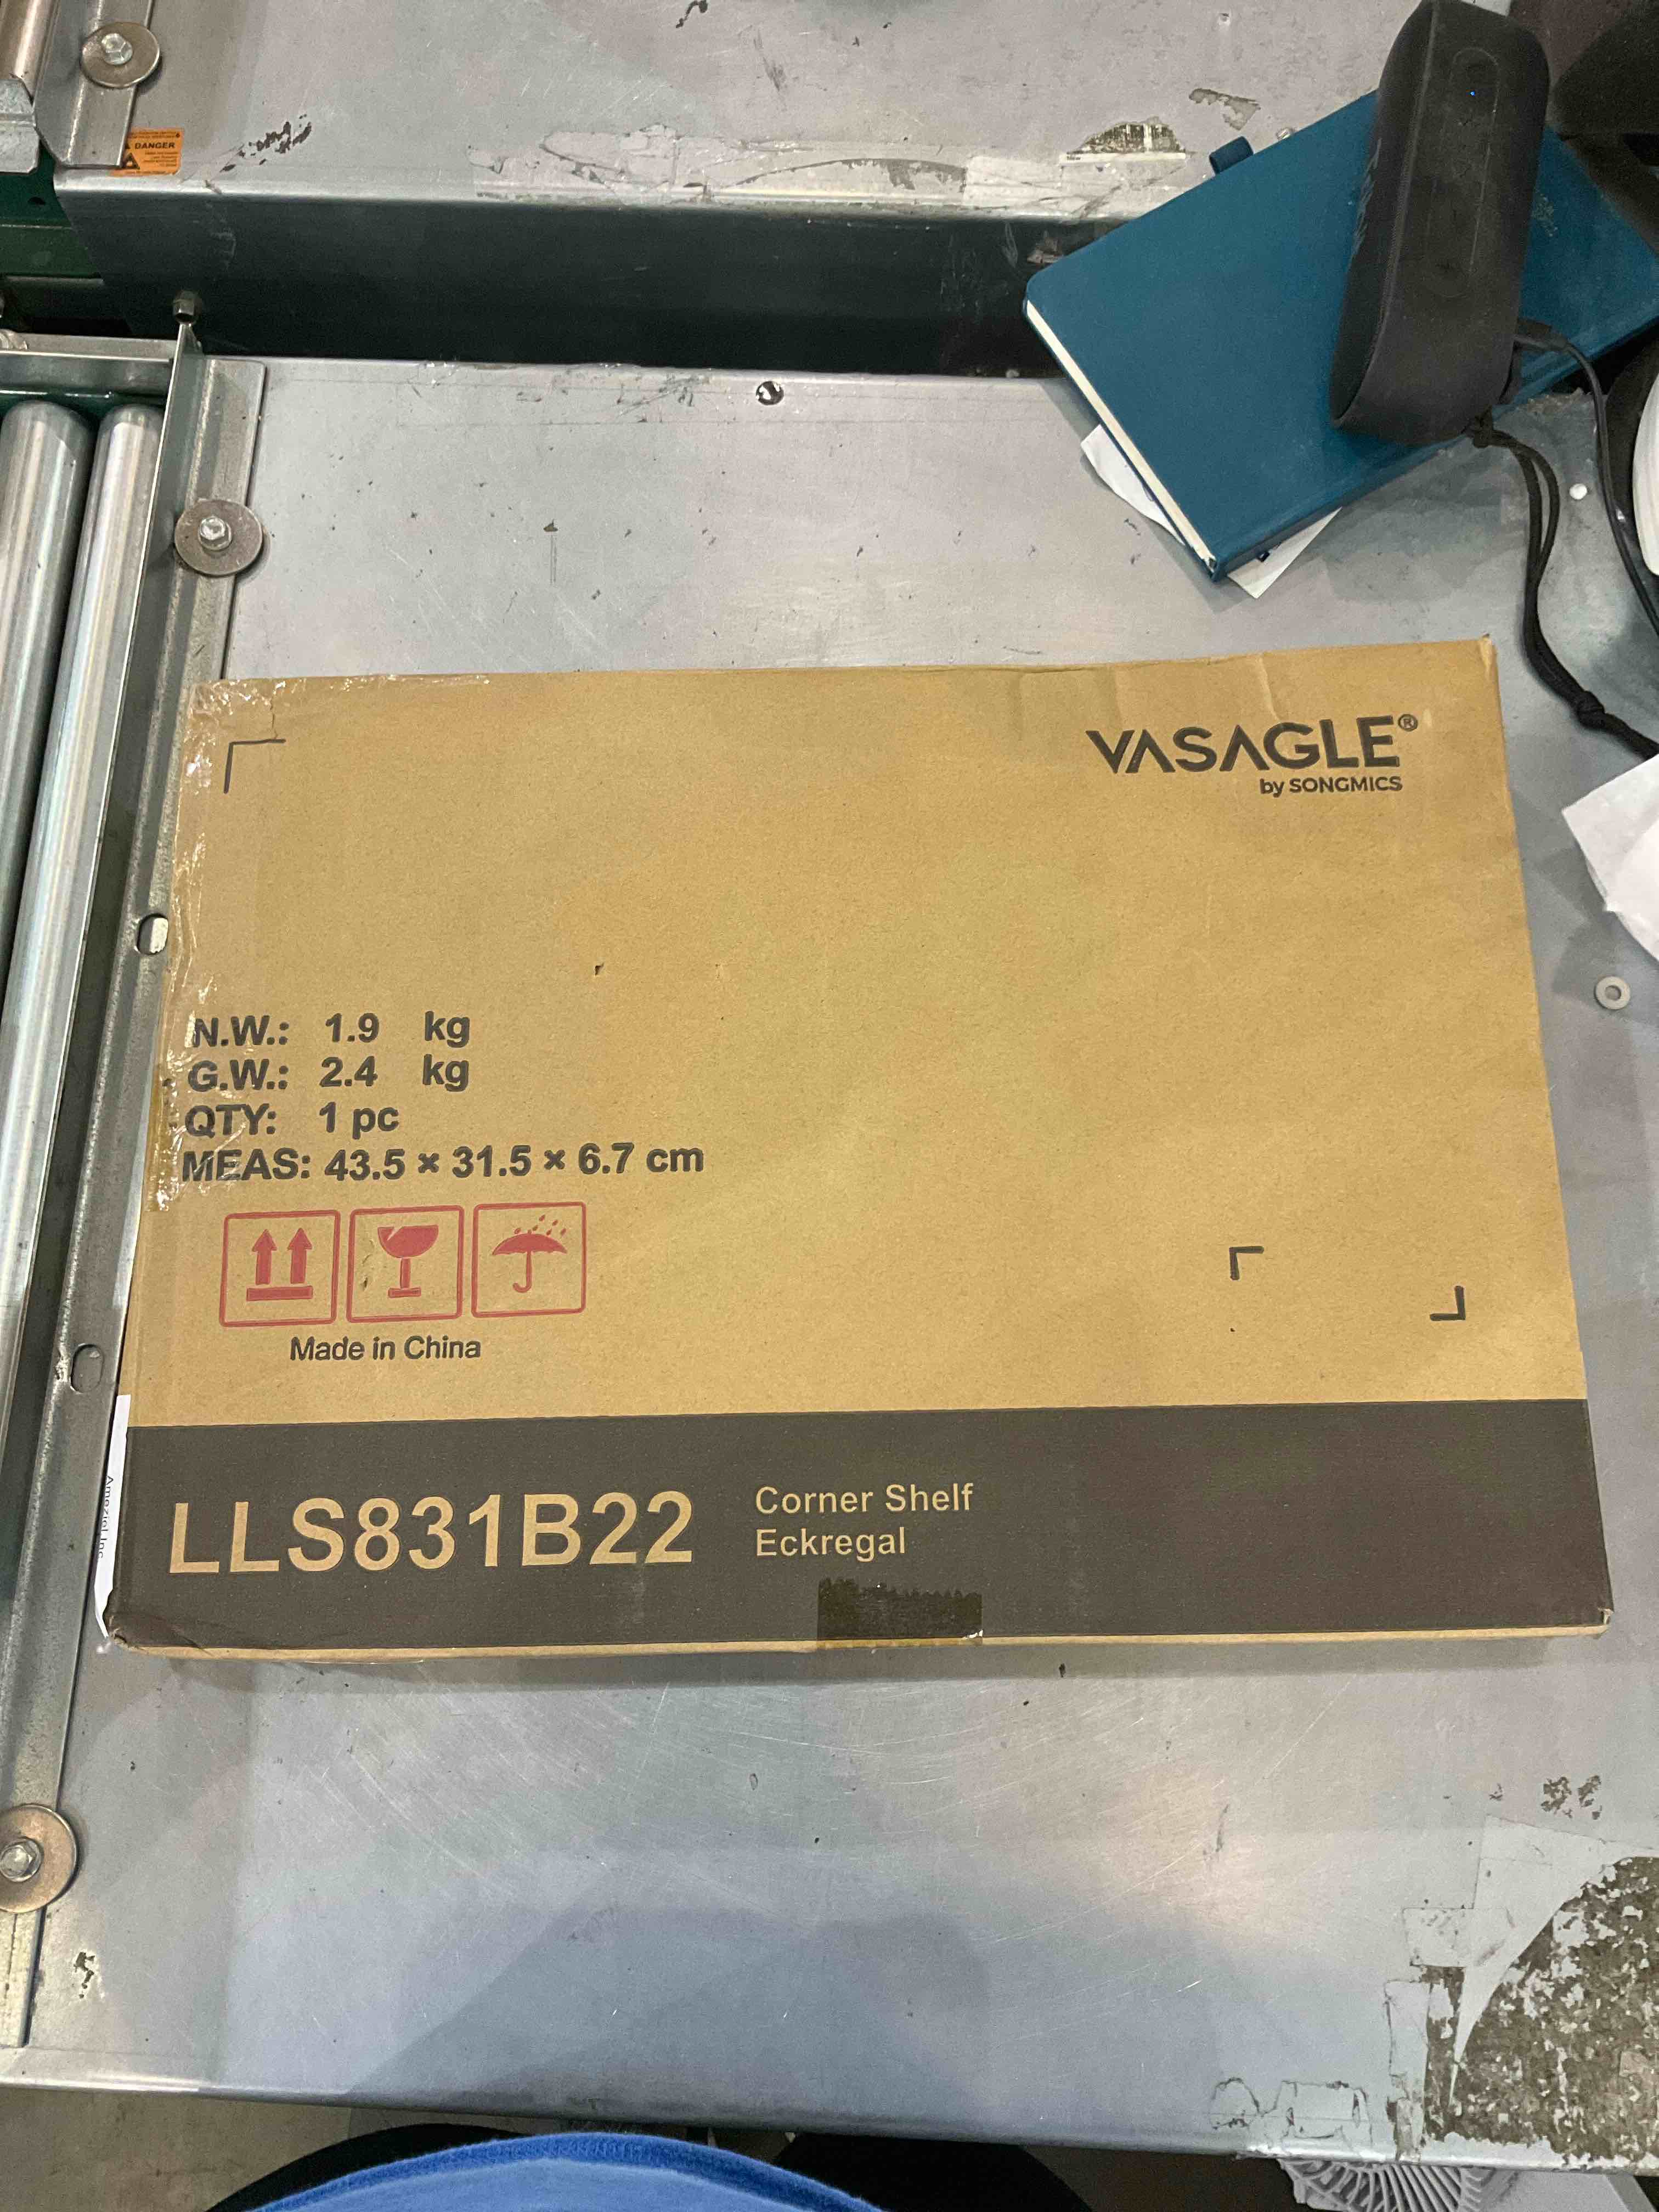 DANGER
VASAGLE®
by SONGMICS
N.W.: 1.9 kg
G.W.: 2.4 kg
QTY: 1 pc
MEAS: 43.5 × 31.5 × 6.7 cm
Made in China
LLS831B22
Corner Shelf
Eckregal